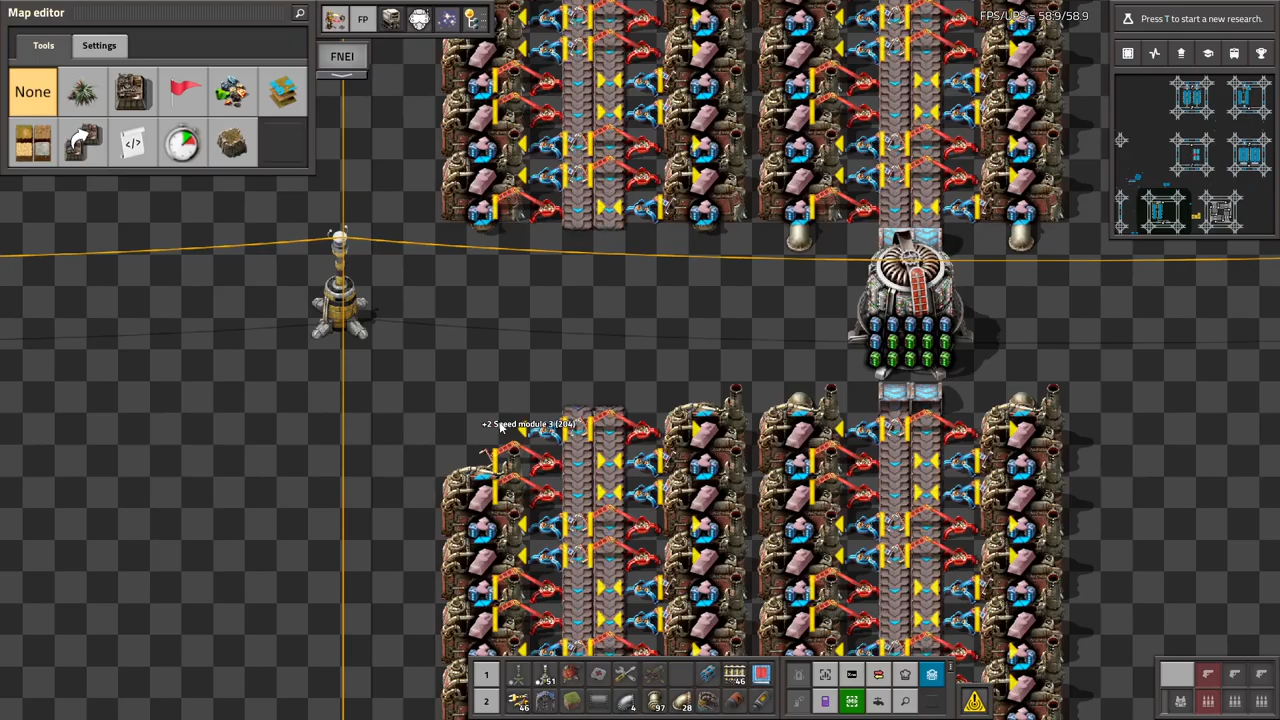 Map editor
FP
FPS/UPS = 58.9/58.9
Press T to start a new research.
Tools
Settings
FNEI
None
</>
+2 Speed module 3 (204)
1
51
46
2
46
4
97
28